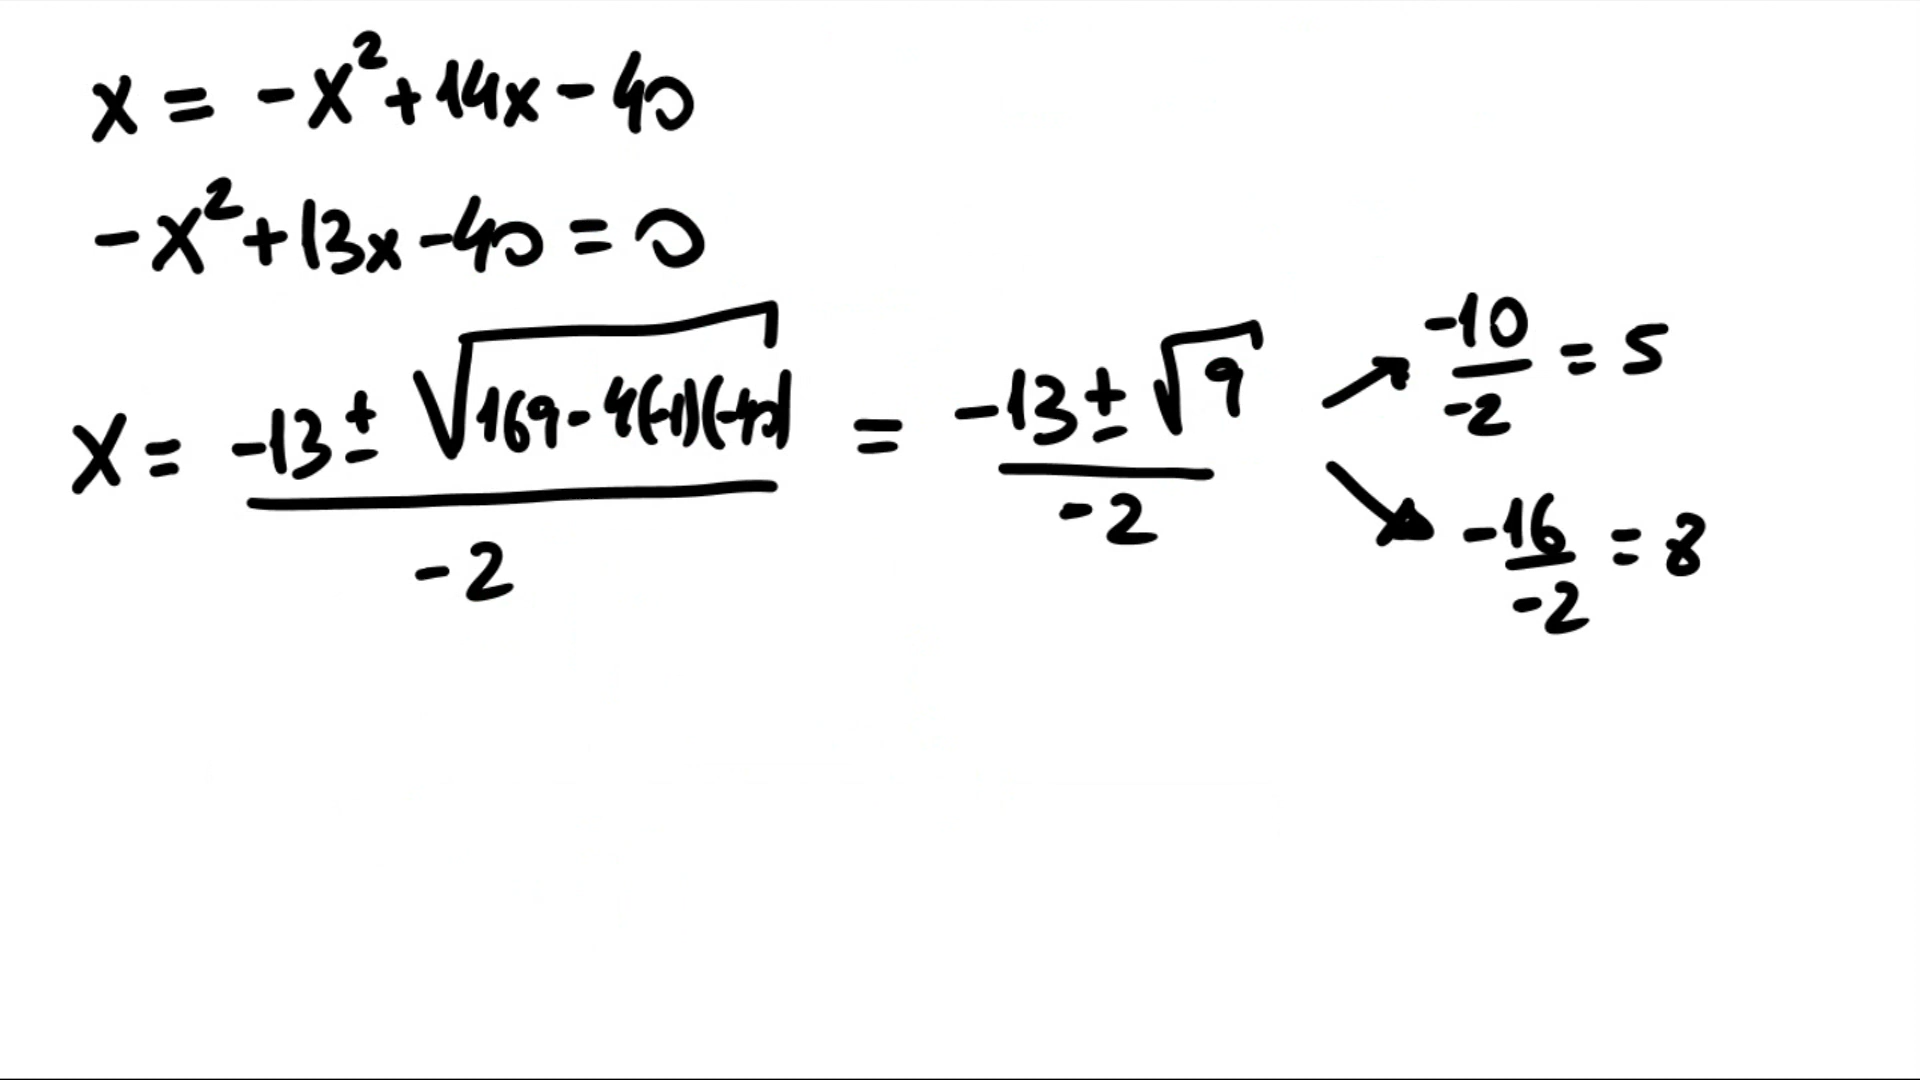 x = -x²+14x-40
-x²+13x-40=0
x = (-13 ± √(169-4(-1)(-40)))/-2 = (-13 ± √9)/-2 ↗ -10/-2 = 5
↘ -16/-2 = 8